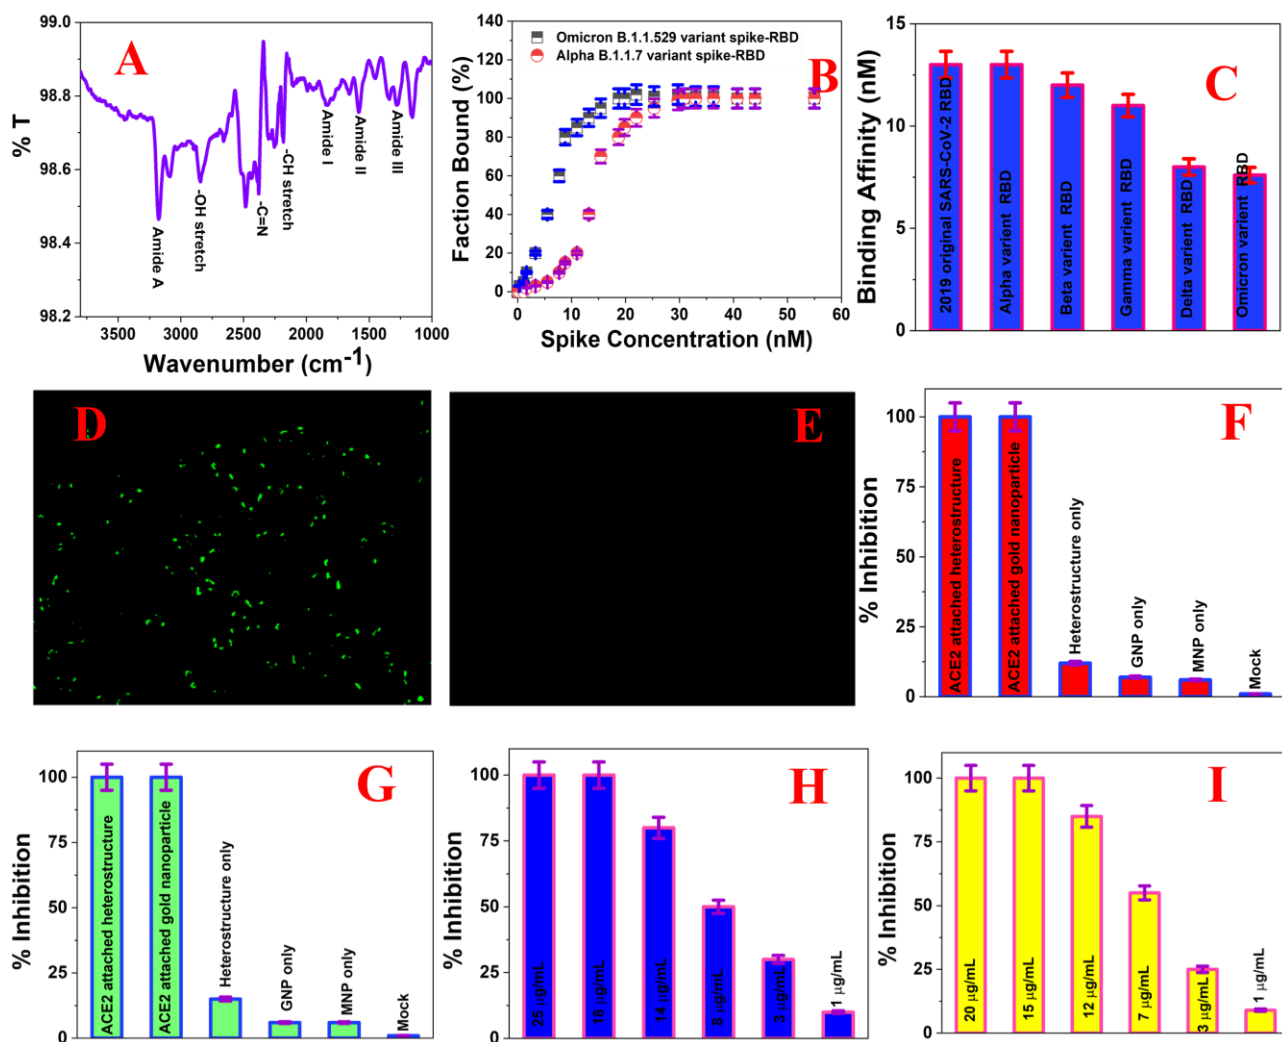 A
99.0
98.8
98.6
98.4
98.2
% T
Amide A
-OH stretch
-C=N
-CH stretch
Amide I
Amide II
Amide III
3500 3000 2500 2000 1500 1000
Wavenumber (cm-1)
B
Omicron B.1.1.529 variant spike-RBD
Alpha B.1.1.7 variant spike-RBD
140
120
100
80
60
40
20
0
Faction Bound (%)
0 10 20 30 40 50 60
Spike Concentration (nM)
C
15
10
5
0
Binding Affinity (nM)
2019 original SARS-CoV-2 RBD
Alpha varient RBD
Beta varient RBD
Gamma varient RBD
Delta varient RBD
Omicron varient RBD
D
E
F
100
75
50
25
0
% Inhibition
ACE2 attached heterostructure
ACE2 attached gold nanoparticle
Heterostructure only
GNP only
MNP only
Mock
G
100
75
50
25
0
% Inhibition
ACE2 attached heterostructure
ACE2 attached gold nanoparticle
Heterostructure only
GNP only
MNP only
Mock
H
100
75
50
25
0
% Inhibition
25 µg/mL
18 µg/mL
14 µg/mL
8 µg/mL
3 µg/mL
1 µg/mL
I
100
75
50
25
0
% Inhibition
20 µg/mL
15 µg/mL
12 µg/mL
7 µg/mL
3 µg/mL
1 µg/mL